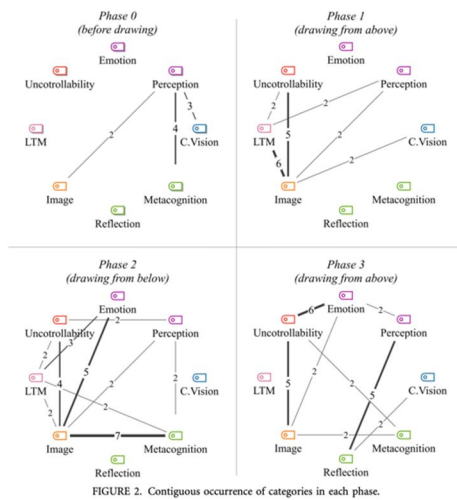 Phase 0
(before drawing)
Emotion
Uncotrollability
Perception
3
4
2
LTM
C.Vision
Image
Metacognition
Reflection
Phase 1
(drawing from above)
Emotion
Uncotrollability
Perception
2
2
5
2
LTM
C.Vision
6
2
Image
Metacognition
Reflection
Phase 2
(drawing from below)
Emotion
2
Uncotrollability
Perception
3
2
5
4
2
2
LTM
C.Vision
2
2
7
Image
Metacognition
Reflection
Phase 3
(drawing from above)
6
Emotion
2
Uncotrollability
Perception
2
5
2
LTM
C.Vision
5
2
2
Image
Metacognition
Reflection
FIGURE 2. Contiguous occurrence of categories in each phase.